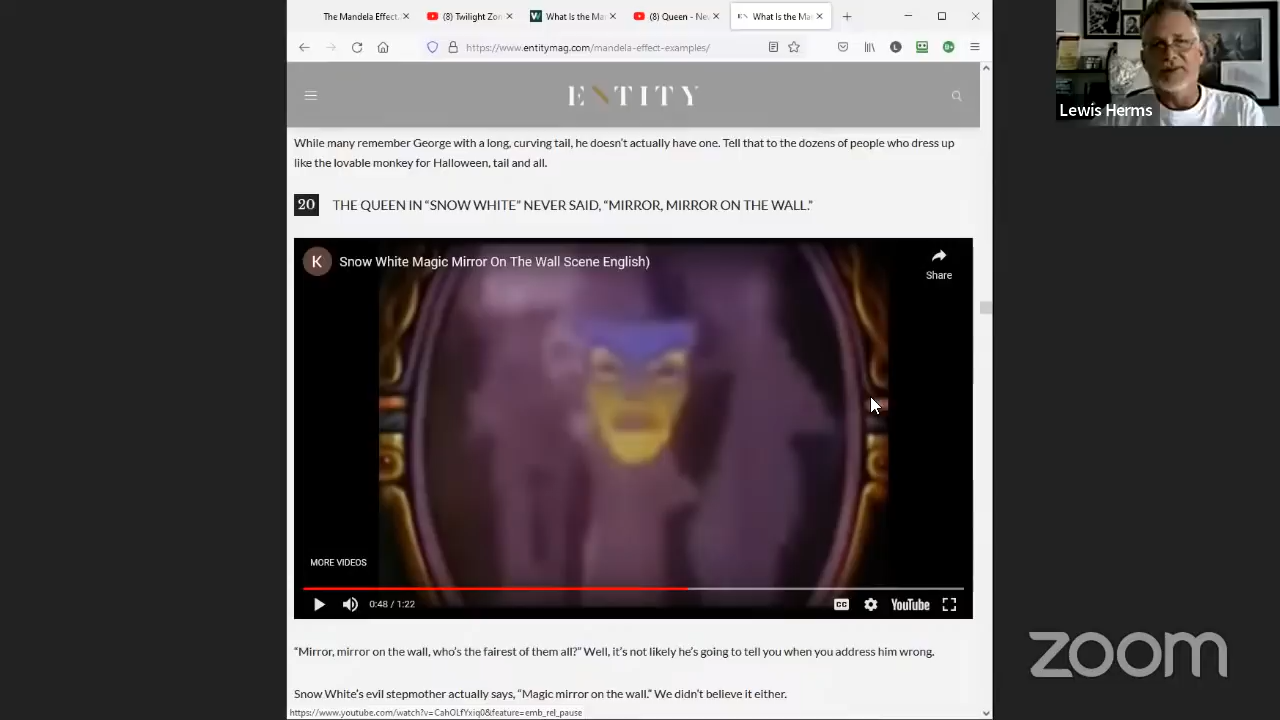 The Mandela Effect.
(8) Twilight Zon
What Is the Ma
(8) Queen - Nev
What Is the Ma
https://www.entitymag.com/mandela-effect-examples/
ENTITY
Lewis Herms
While many remember George with a long, curving tail, he doesn't actually have one. Tell that to the dozens of people who dress up
like the lovable monkey for Halloween, tail and all.
20 THE QUEEN IN “SNOW WHITE” NEVER SAID, “MIRROR, MIRROR ON THE WALL.”
K Snow White Magic Mirror On The Wall Scene English)
Share
MORE VIDEOS
0:48 / 1:22
CC
YouTube
“Mirror, mirror on the wall, who's the fairest of them all?” Well, it's not likely he's going to tell you when you address him wrong.
Snow White's evil stepmother actually says, “Magic mirror on the wall.” We didn't believe it either.
https://www.youtube.com/watch?v=CahOLfYxiq0&feature=emb_rel_pause
zoom